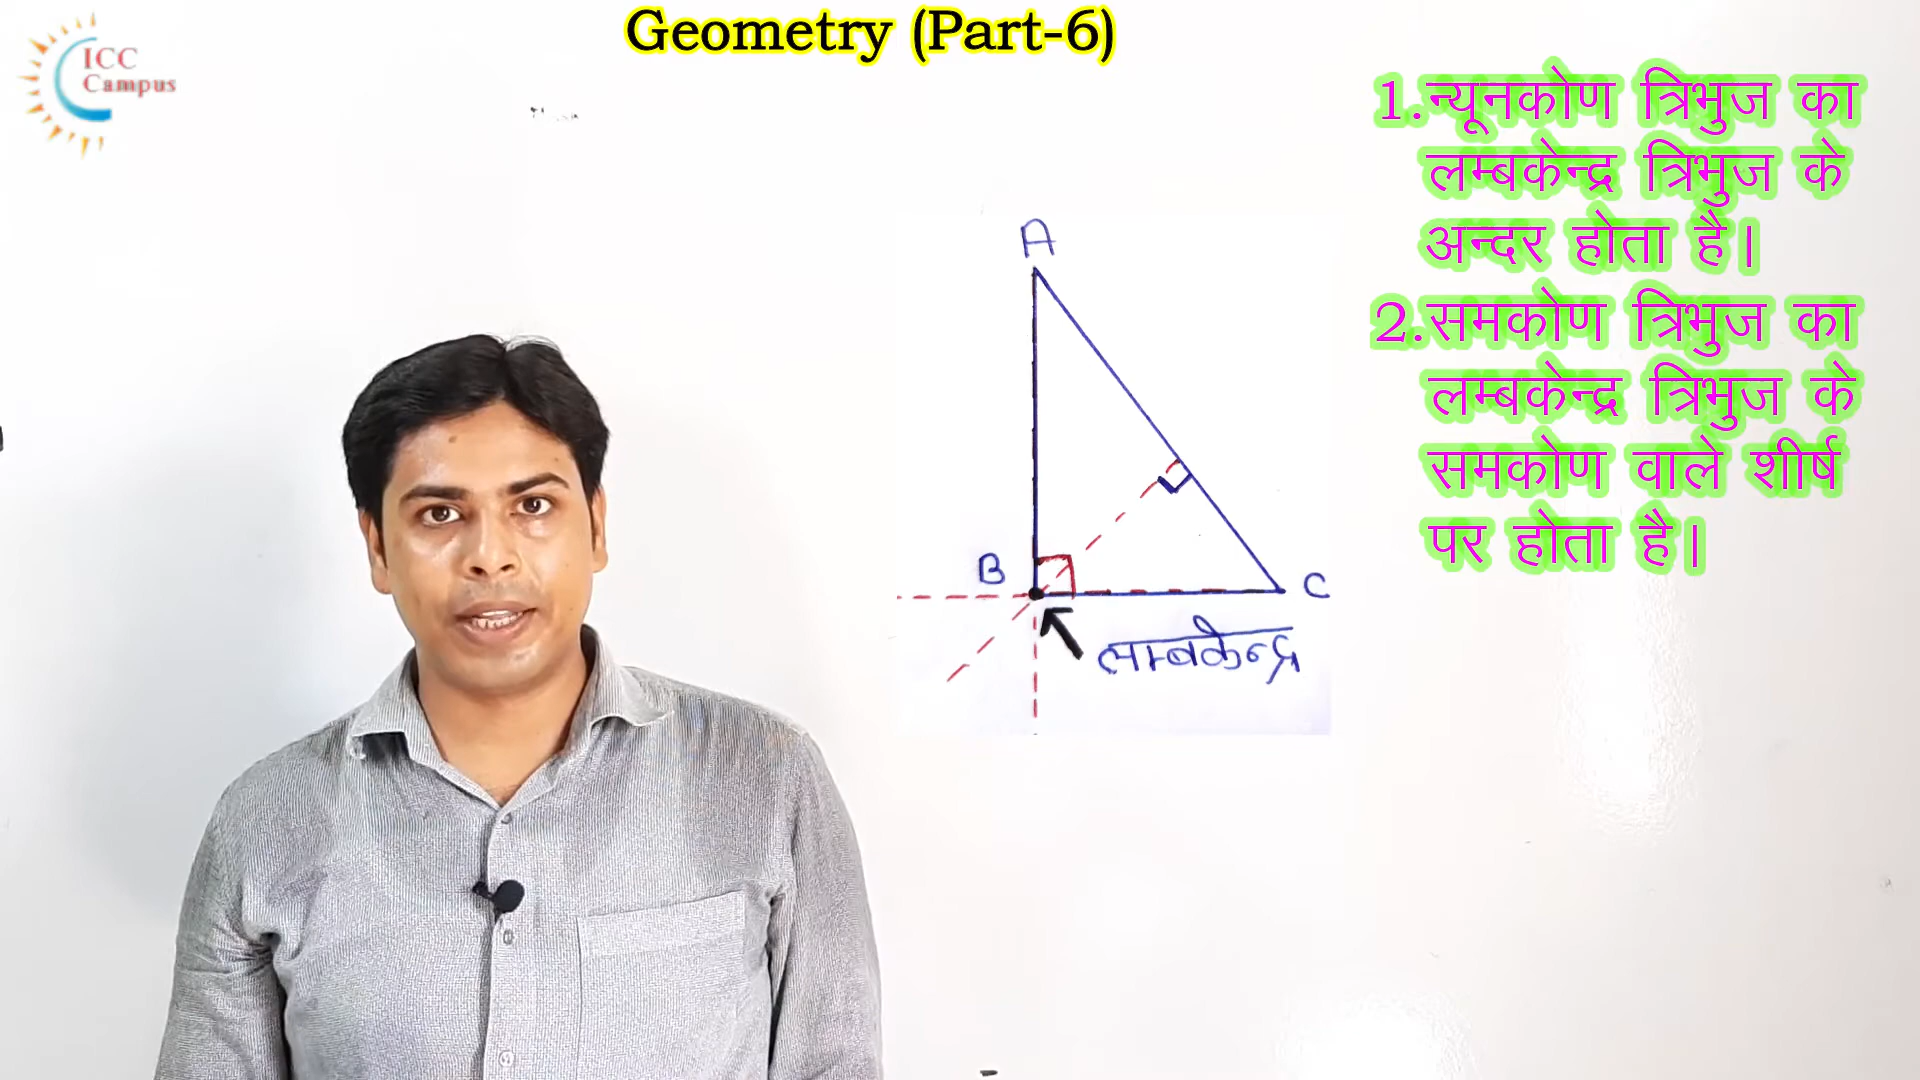 Geometry (Part-6)
ICC
Campus
1.न्यूनकोण त्रिभुज का
लम्बकेन्द्र त्रिभुज के
अन्दर होता है।
2.समकोण त्रिभुज का
लम्बकेन्द्र त्रिभुज के
समकोण वाले शीर्ष
पर होता है।
A
B
C
लम्बकेन्द्र